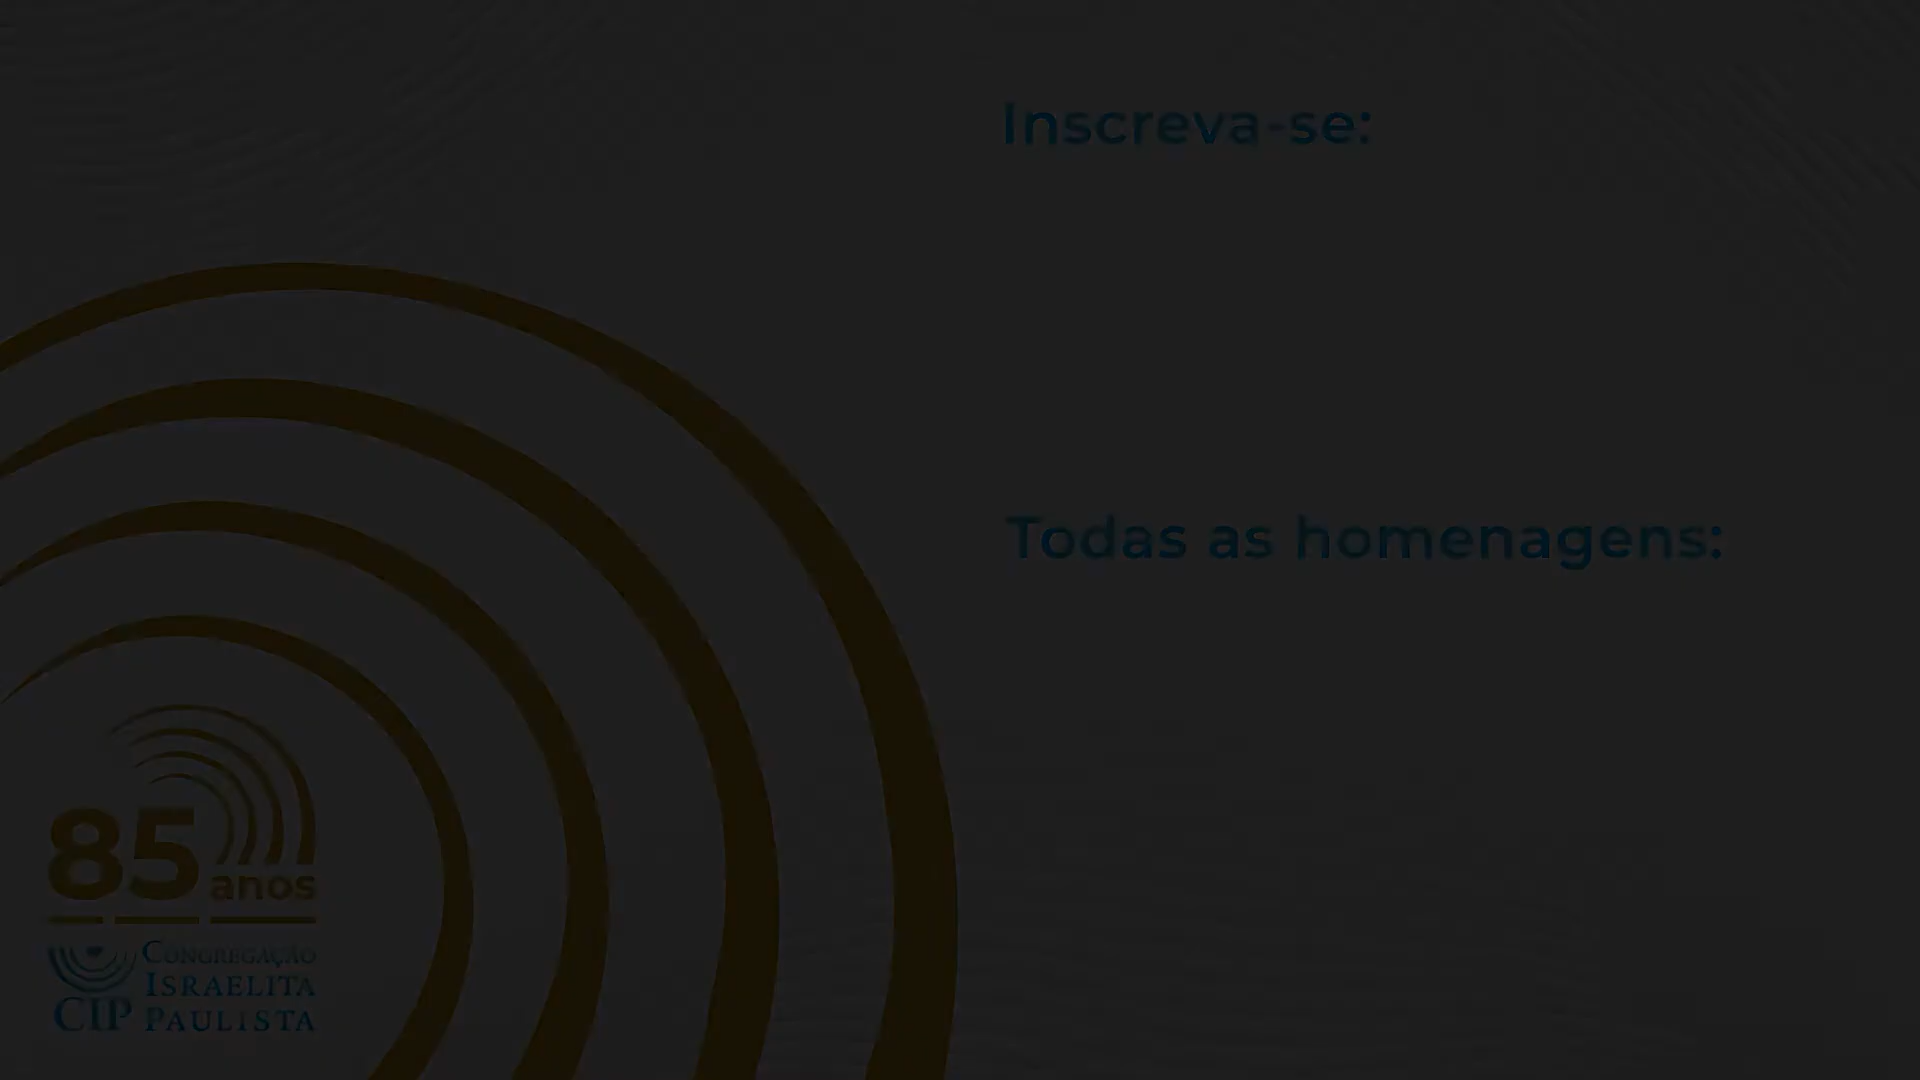 Inscreva-se:
Todas as homenagens:
85 anos
CONGREGAÇÃO
ISRAELITA
CIP PAULISTA